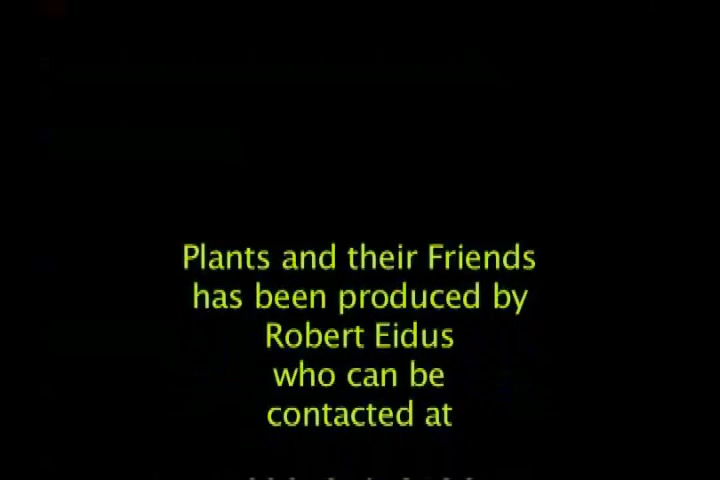 Plants and their Friends
has been produced by
Robert Eidus
who can be
contacted at